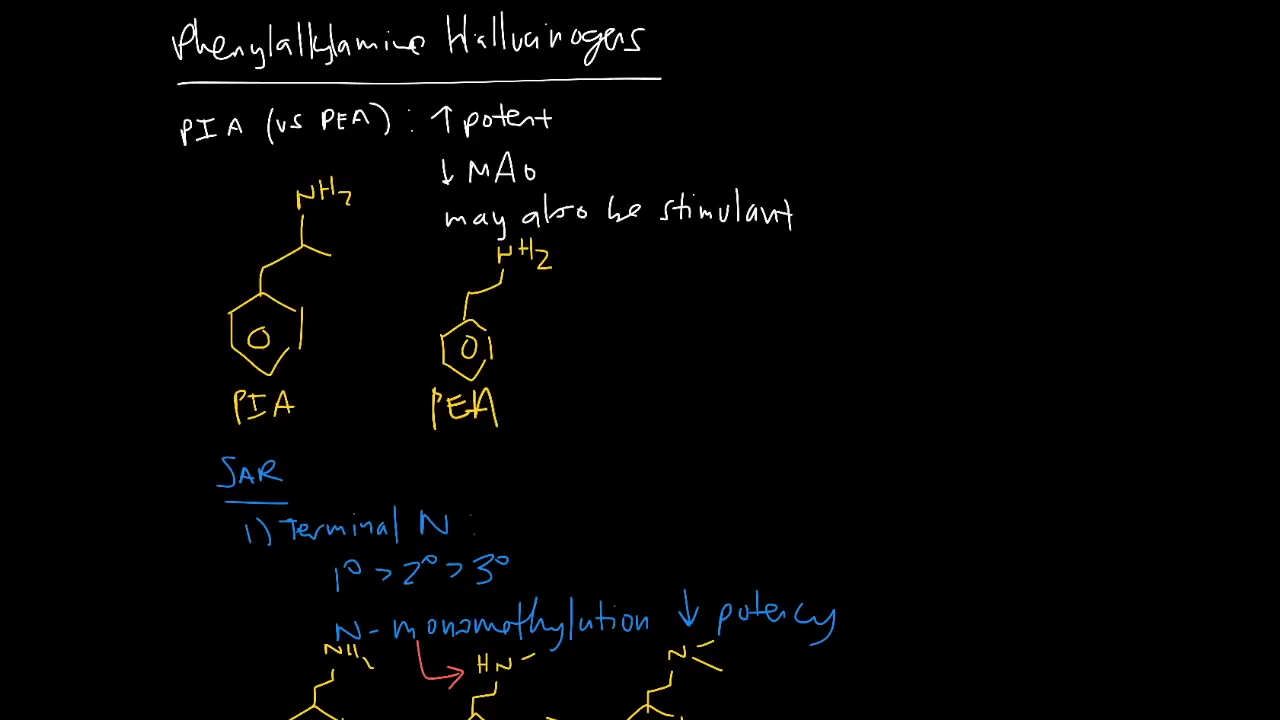 Phenylalkylamine Hallucinogens
PIA (vs PEA) : ↑ potent
↓ MAO
may also be stimulant
NH2
NH2
PIA
PEA
SAR
1) Terminal N :
1° > 2° > 3°
N - monomethylation ↓ potency
NH2
HN
N